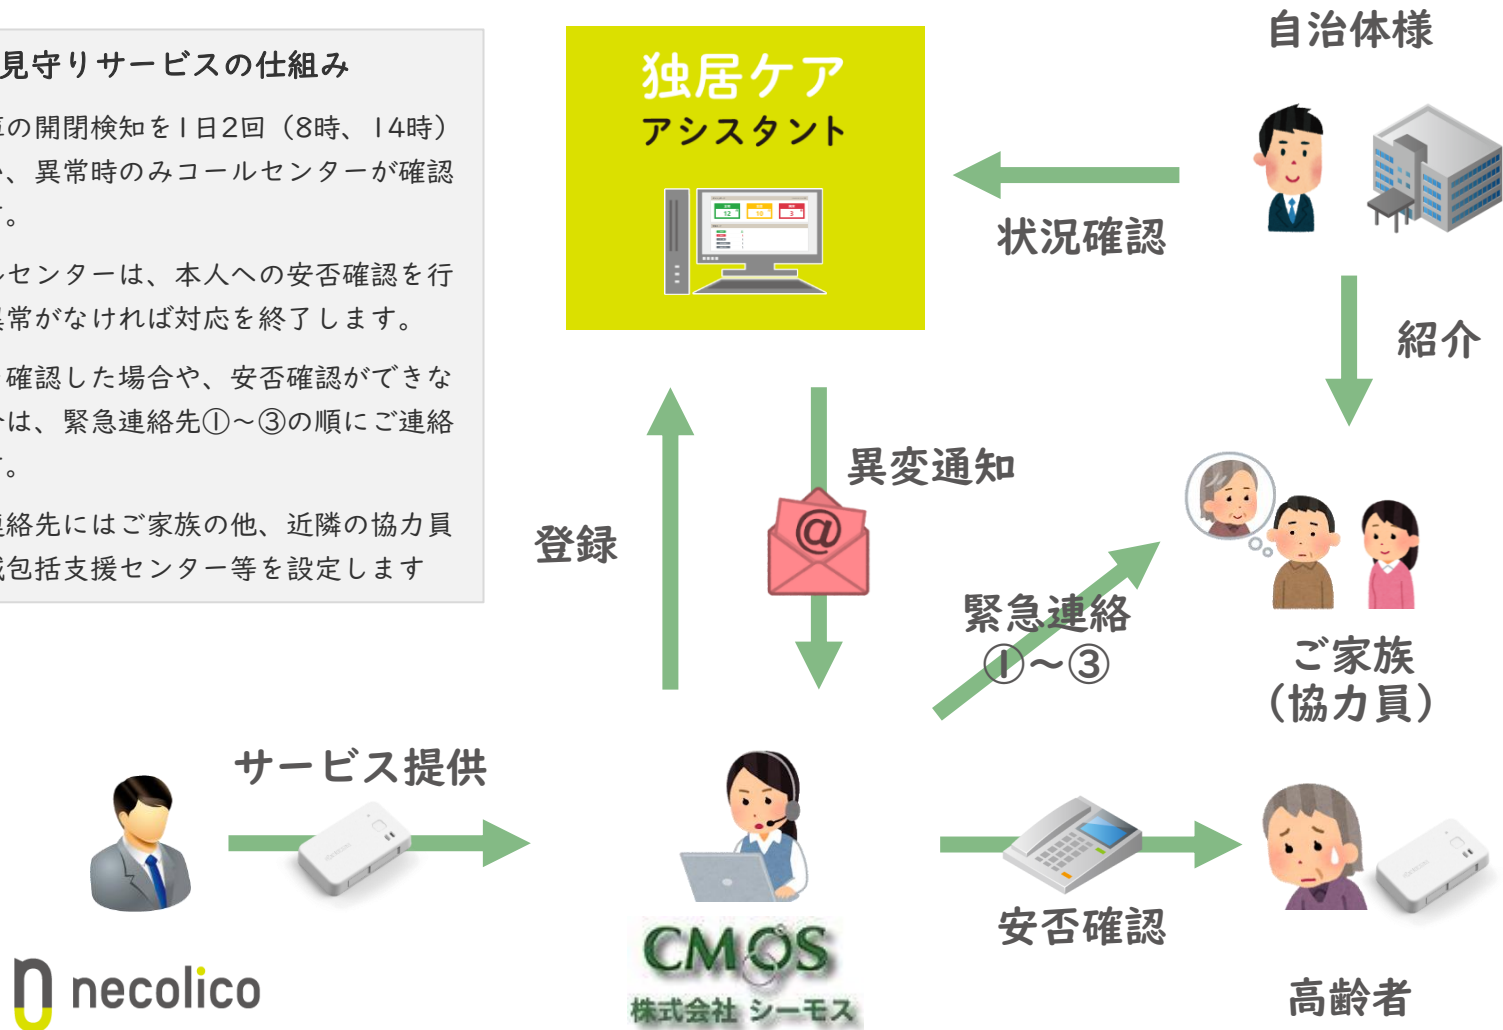 見守りサービスの仕組み
の開閉検知を1日2回（8時、14時）
、異常時のみコールセンターが確認
。
ルセンターは、本人への安否確認を行
異常がなければ対応を終了します。
確認した場合や、安否確認ができな
は、緊急連絡先①～③の順にご連絡
。
連絡先にはご家族の他、近隣の協力員
域包括支援センター等を設定します
独居ケア
アシスタント
12 10 3
自治体様
状況確認
紹介
異変通知
@
登録
緊急連絡
①～③
ご家族
（協力員）
サービス提供
安否確認
高齢者
necolico
CMOS
株式会社 シーモス